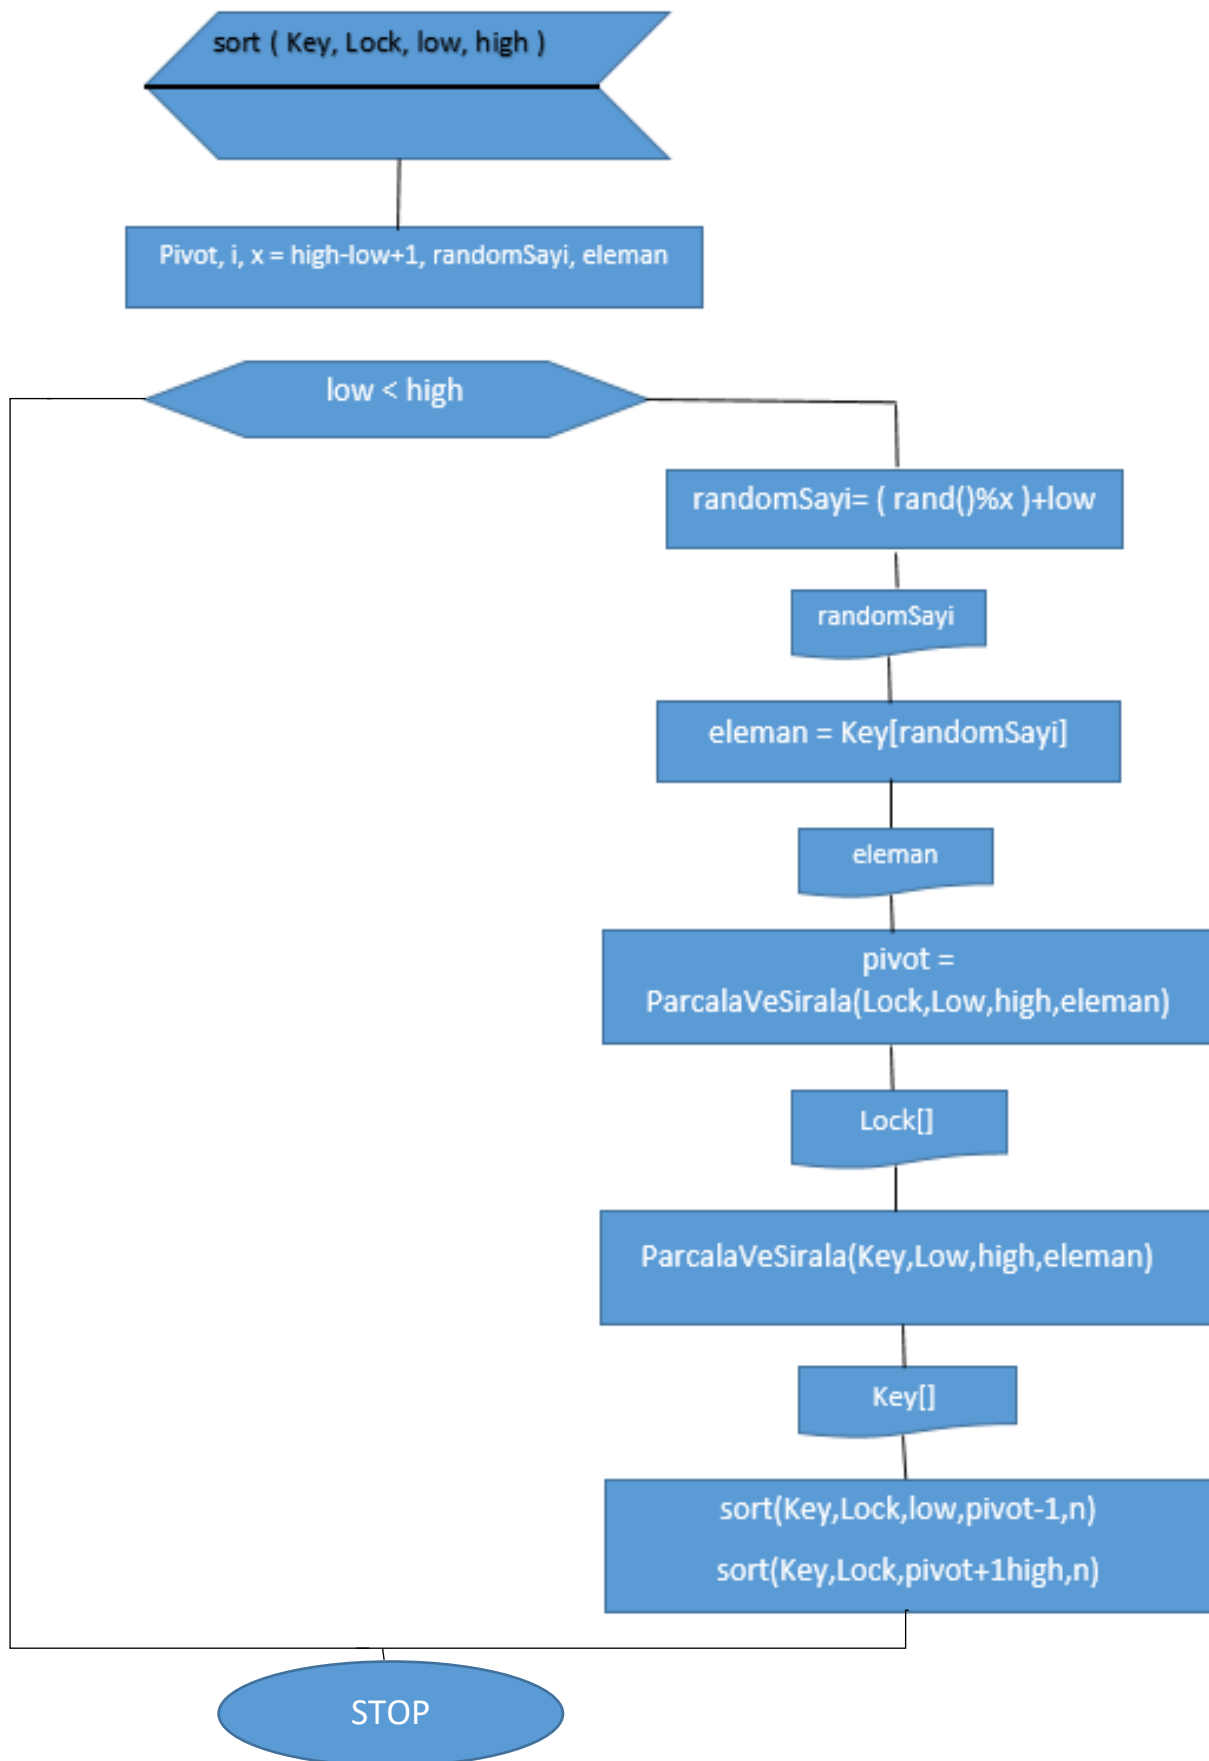 sort ( Key, Lock, low, high )
Pivot, i, x = high-low+1, randomSayi, eleman
low < high
randomSayi= ( rand()%x )+low
randomSayi
eleman = Key[randomSayi]
eleman
pivot =
ParcalaVeSirala(Lock,Low,high,eleman)
Lock[]
ParcalaVeSirala(Key,Low,high,eleman)
Key[]
sort(Key,Lock,low,pivot-1,n)
sort(Key,Lock,pivot+1high,n)
STOP